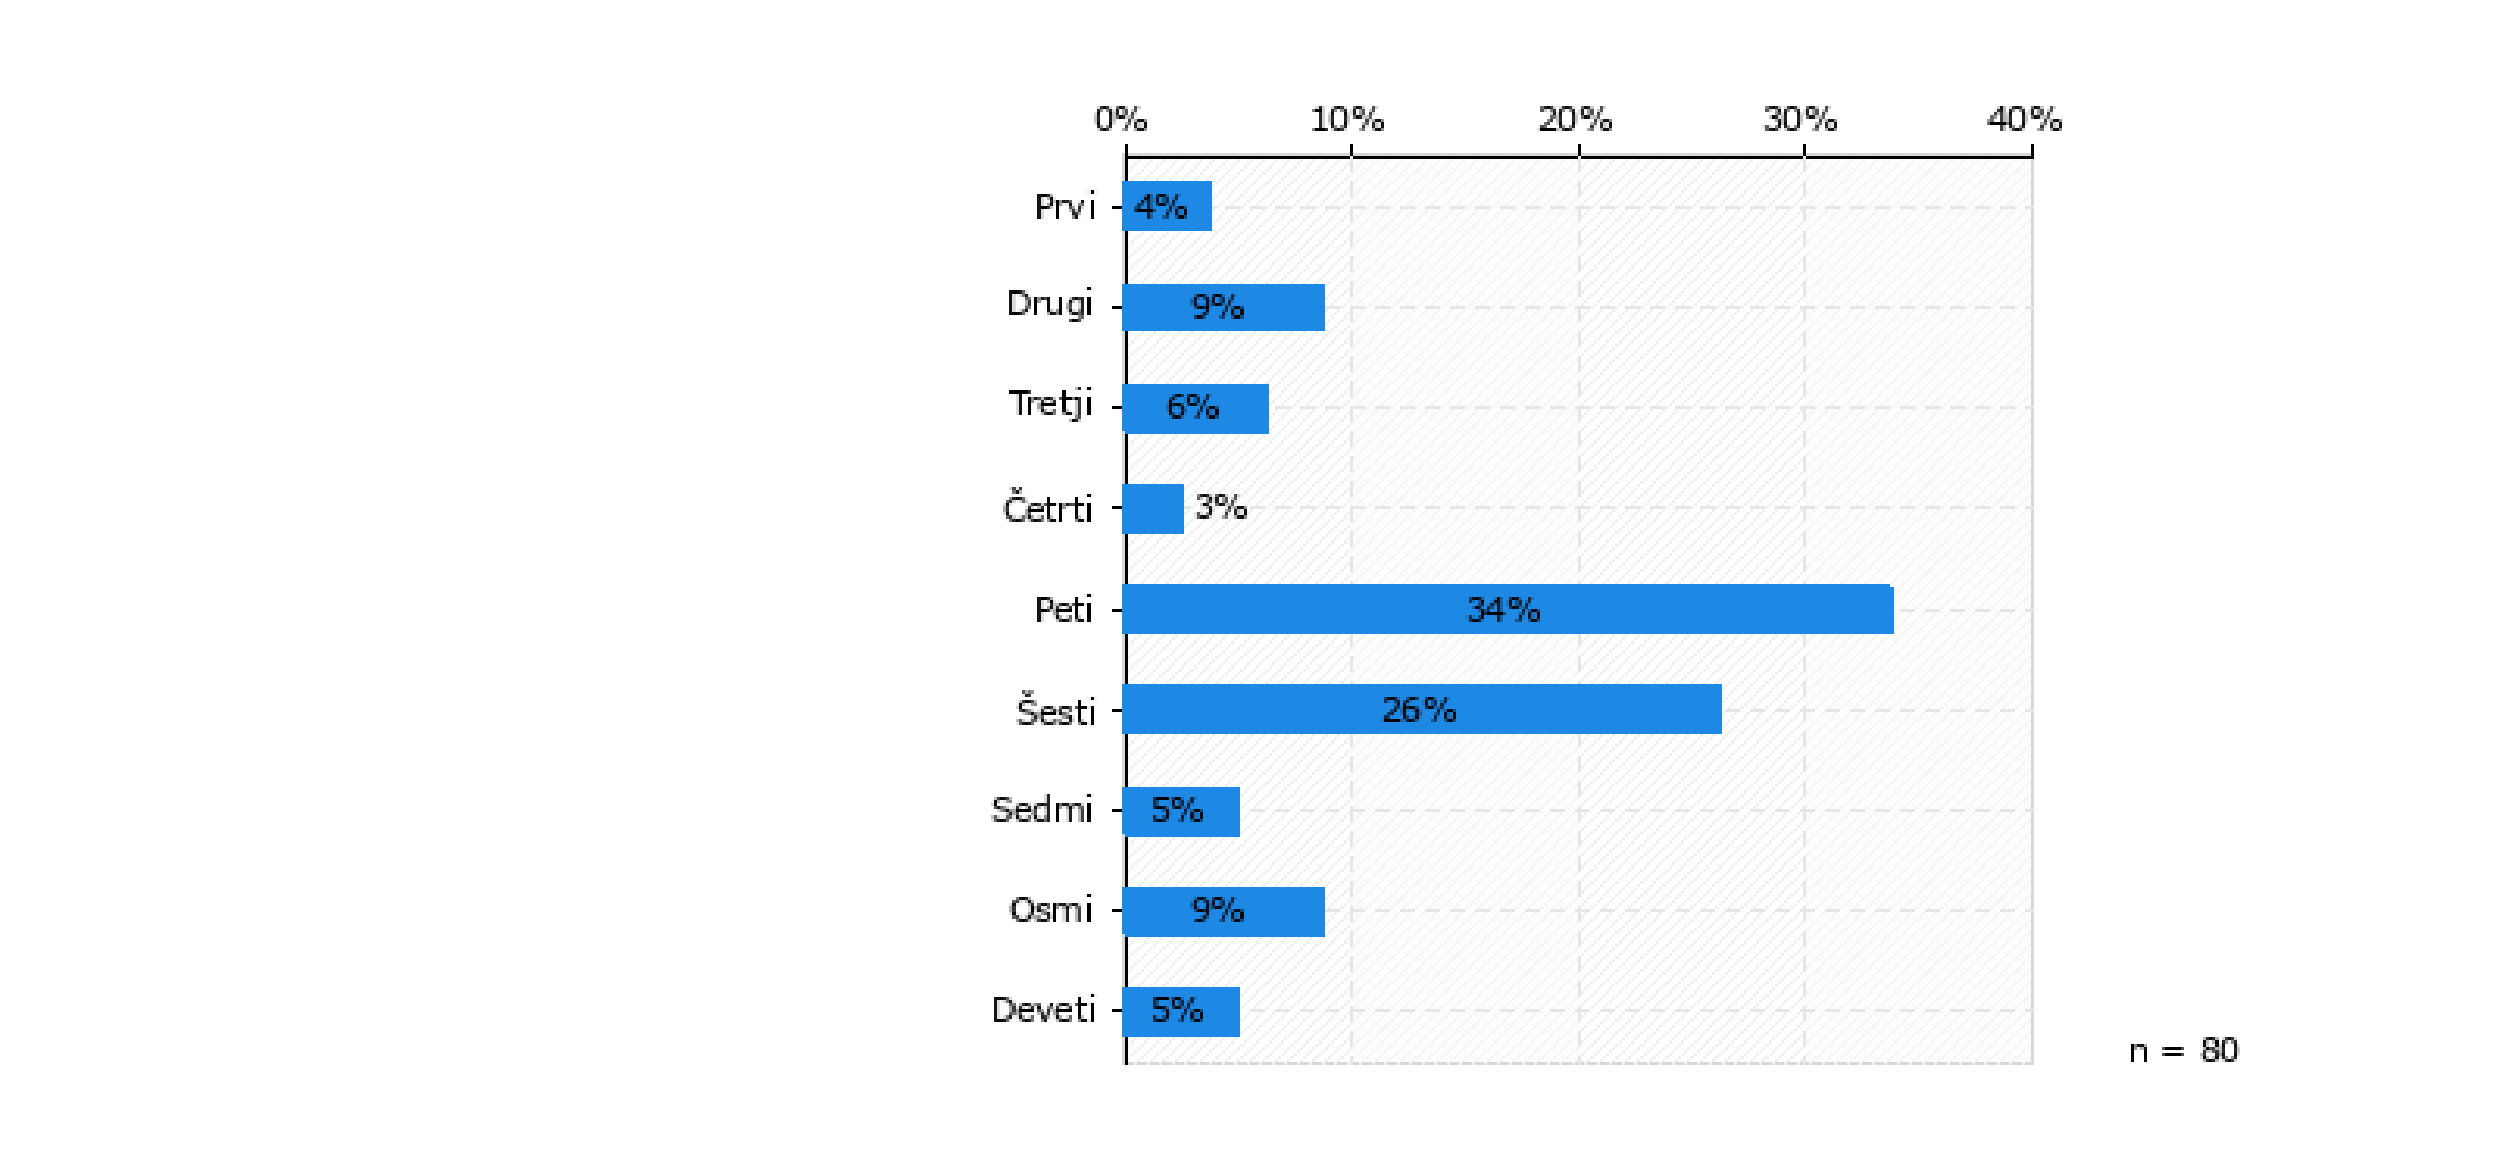 0% 10% 20% 30% 40%
Prvi 4%
Drugi 9%
Tretji 6%
Četrti 3%
Peti 34%
Šesti 26%
Sedmi 5%
Osmi 9%
Deveti 5%
n = 80